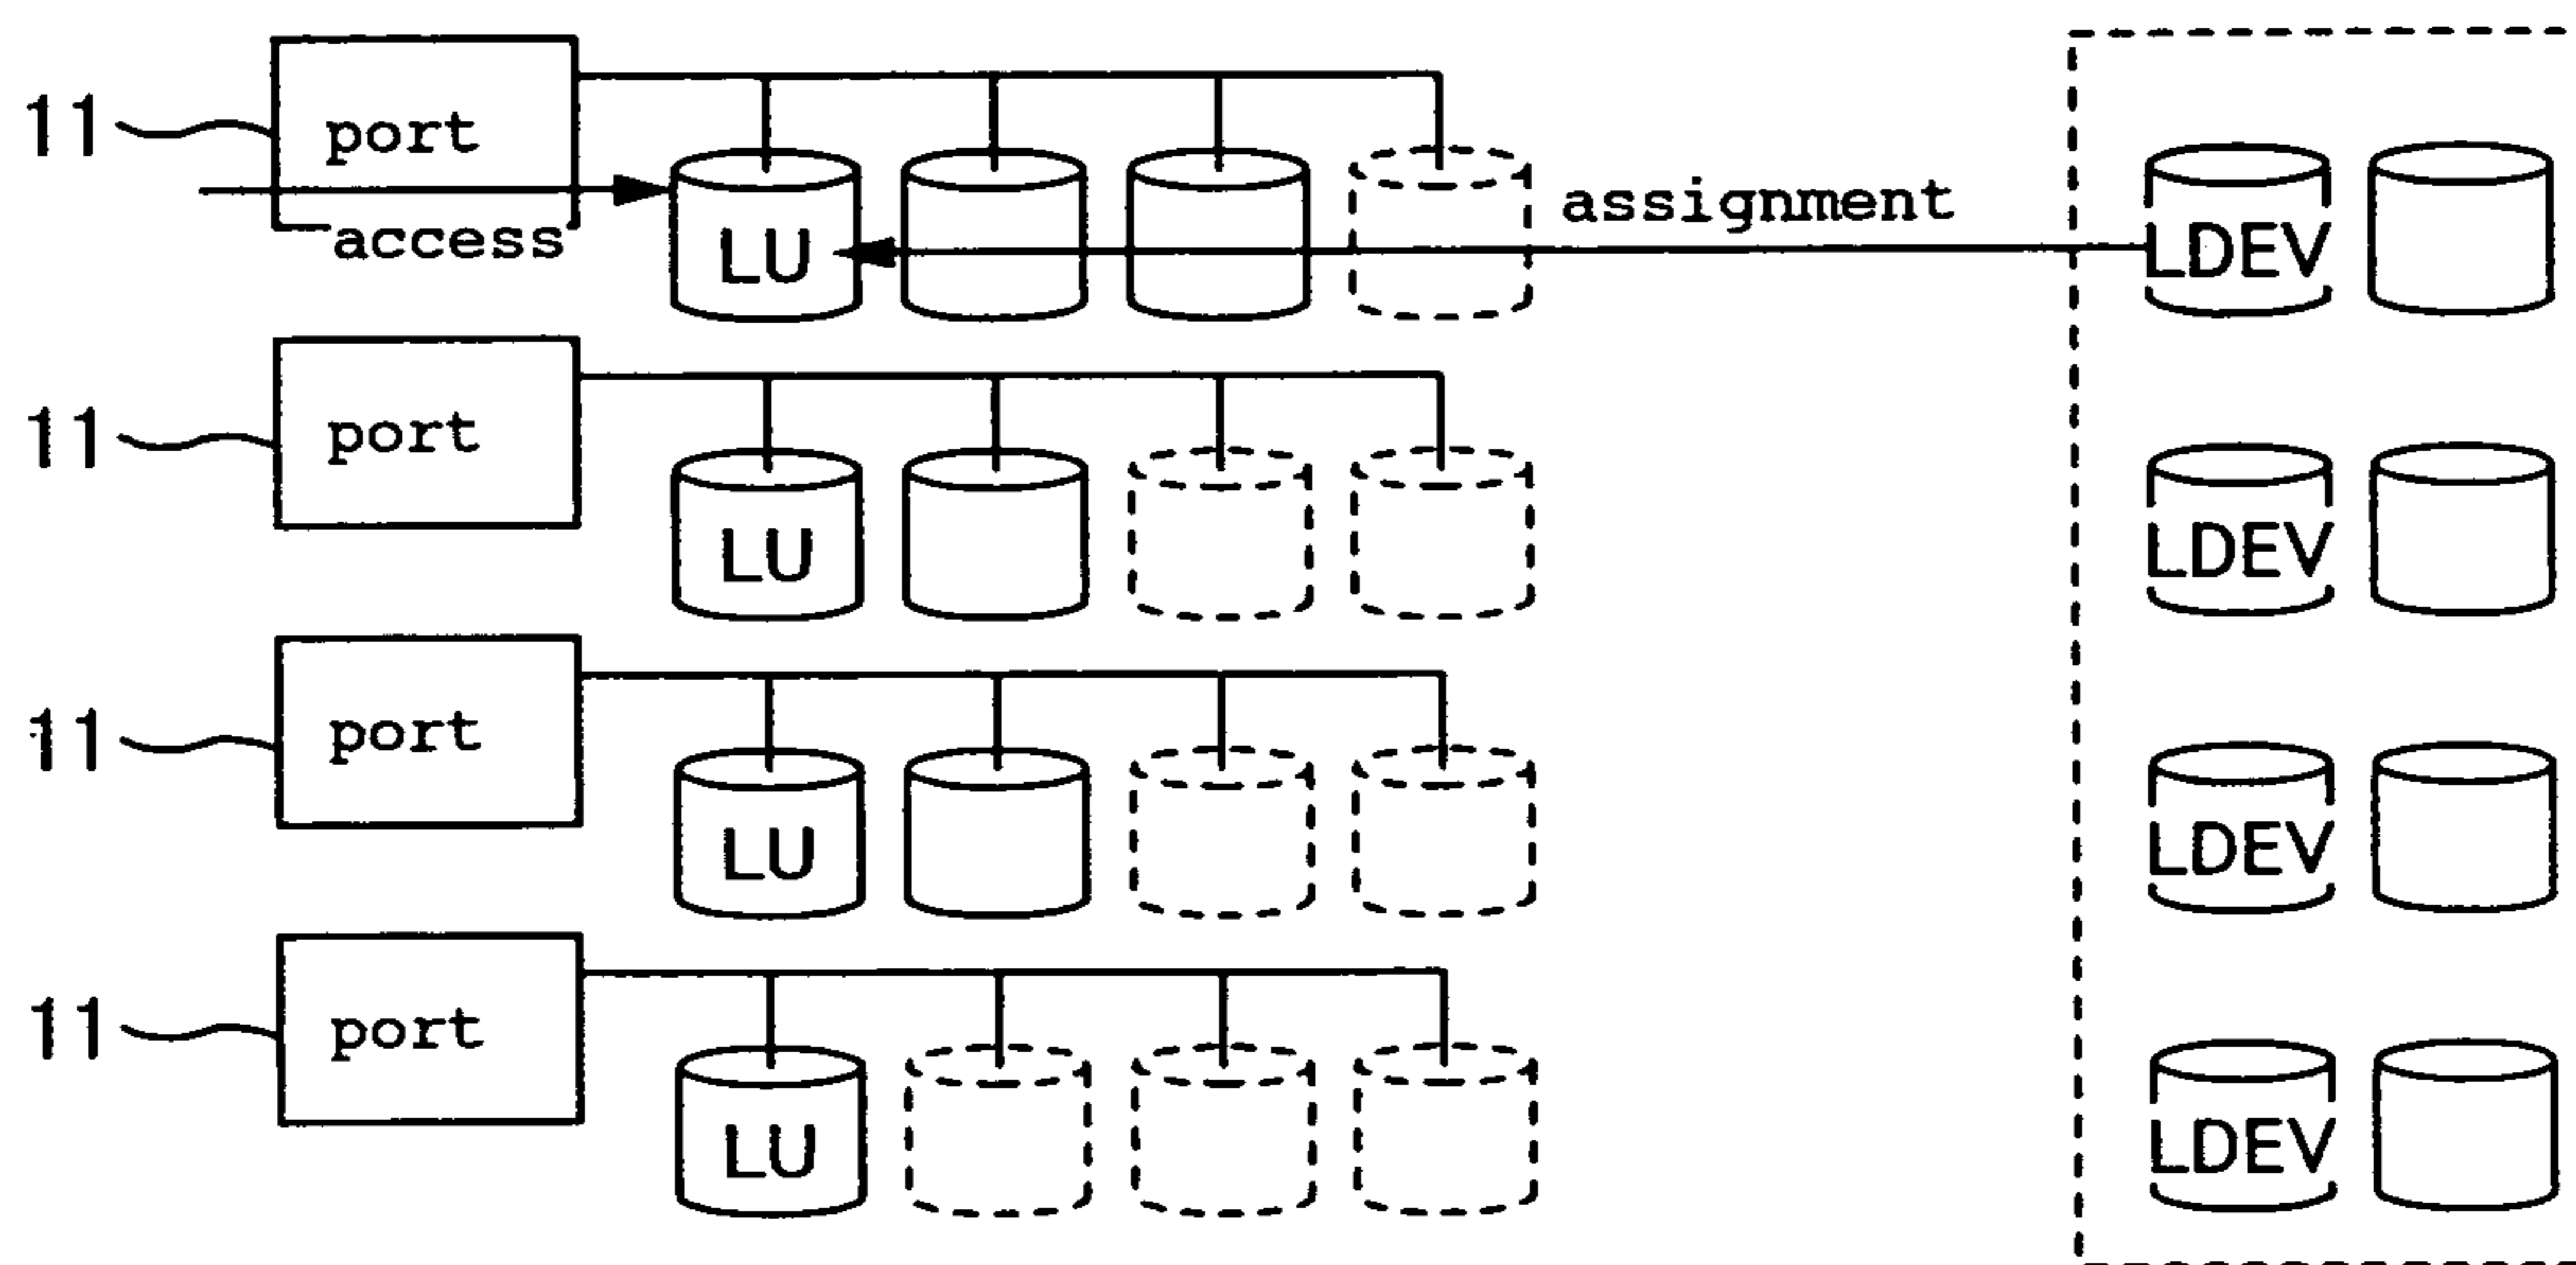 11 port
assignment
access LU LDEV
11 port
LU LDEV
11 port
LU LDEV
11 port
LU LDEV